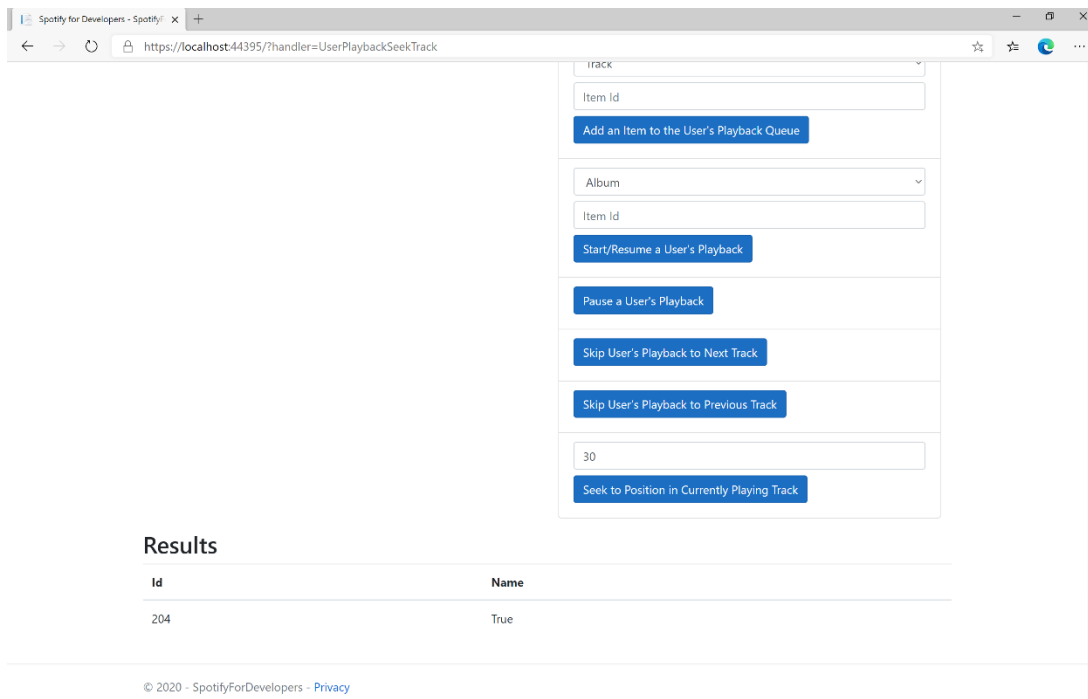 Spotify for Developers - Spotify
https://localhost:44395/?handler=UserPlaybackSeekTrack
Track
Item Id
Add an Item to the User's Playback Queue
Album
Item Id
Start/Resume a User's Playback
Pause a User's Playback
Skip User's Playback to Next Track
Skip User's Playback to Previous Track
30
Seek to Position in Currently Playing Track
Results
Id Name
204 True
© 2020 - SpotifyForDevelopers - Privacy